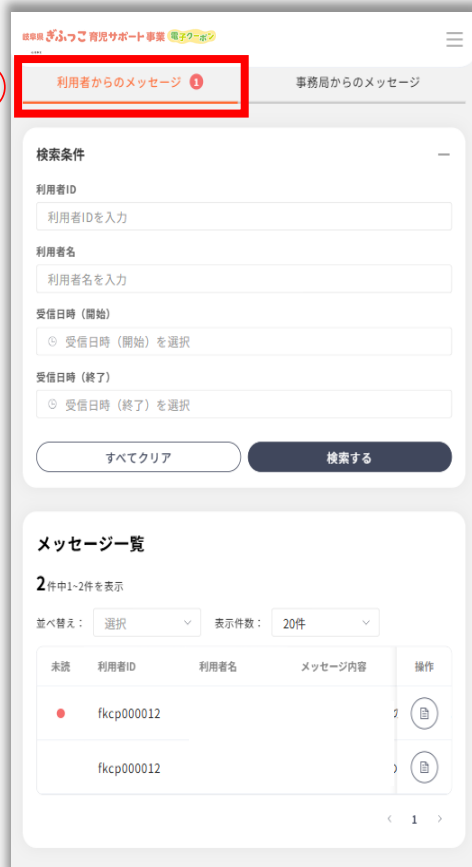 岐阜県 ぎふっこ 育児サポート事業 電子クーポン
利用者からのメッセージ 1
事務局からのメッセージ
検索条件
利用者ID
利用者IDを入力
利用者名
利用者名を入力
受信日時（開始）
受信日時（開始）を選択
受信日時（終了）
受信日時（終了）を選択
すべてクリア
検索する
メッセージ一覧
2件中1~2件を表示
並べ替え： 選択 表示件数： 20件
未読 利用者ID 利用者名 メッセージ内容 操作
fkcp000012
fkcp000012
1